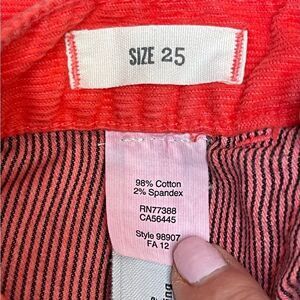 SIZE 25
98% Cotton
2% Spandex
RN77388
CA56445
Style 98907
FA 12